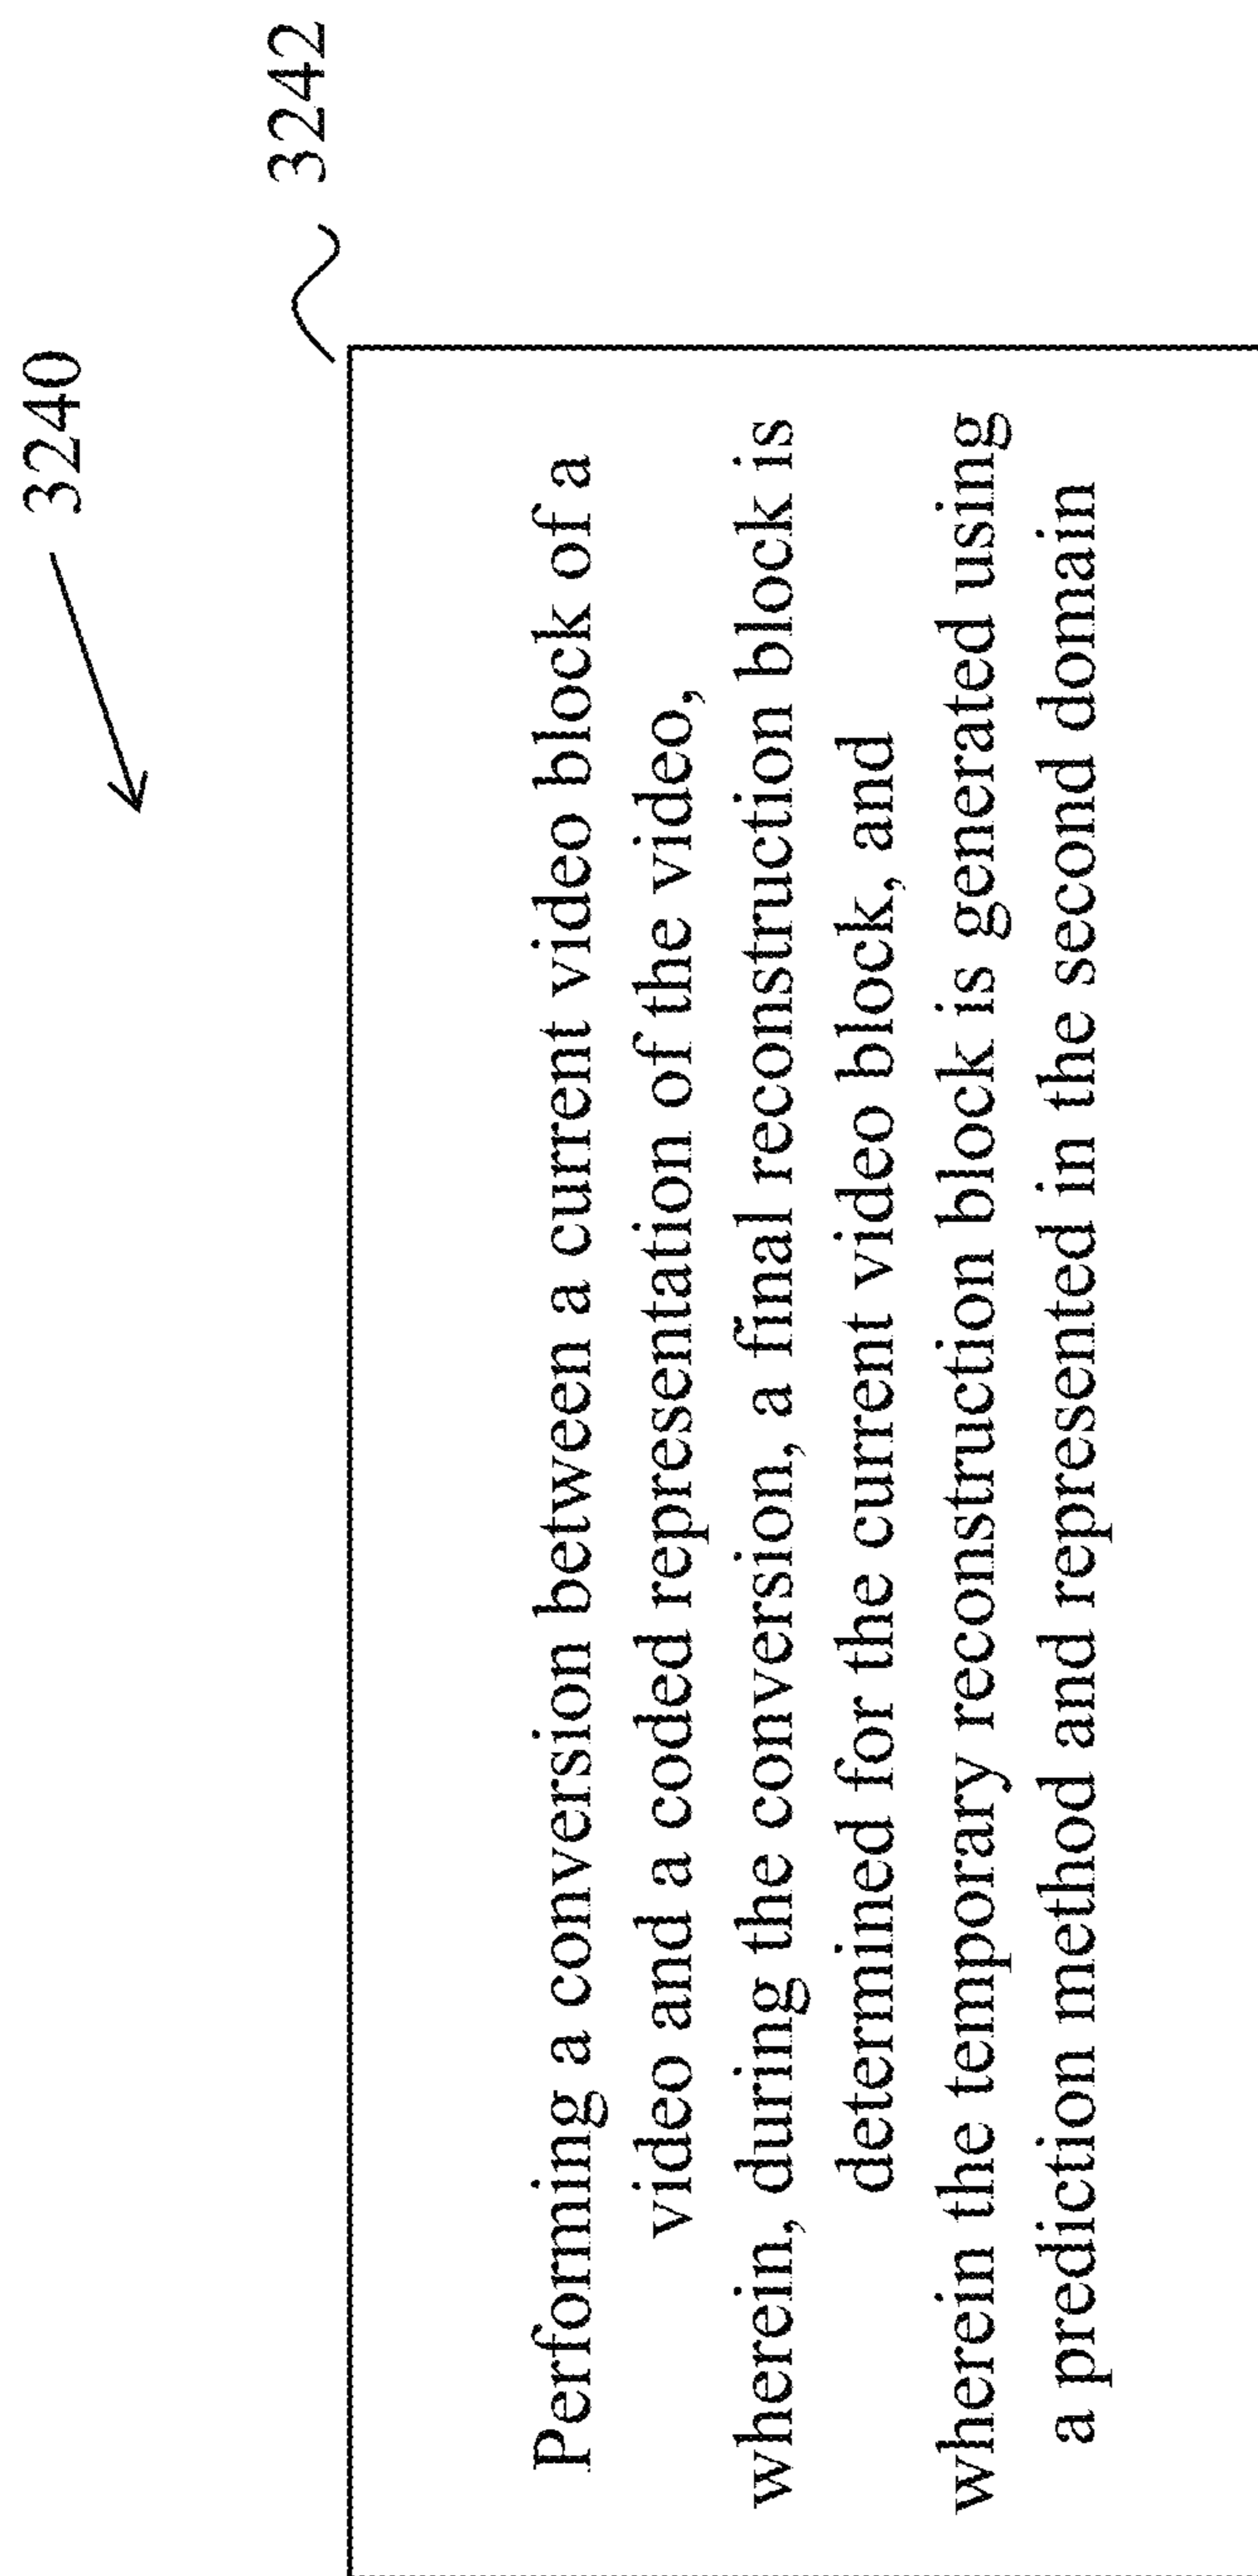 3240
3242
Performing a conversion between a current video block of a
video and a coded representation of the video,
wherein, during the conversion, a final reconstruction block is
determined for the current video block, and
wherein the temporary reconstruction block is generated using
a prediction method and represented in the second domain